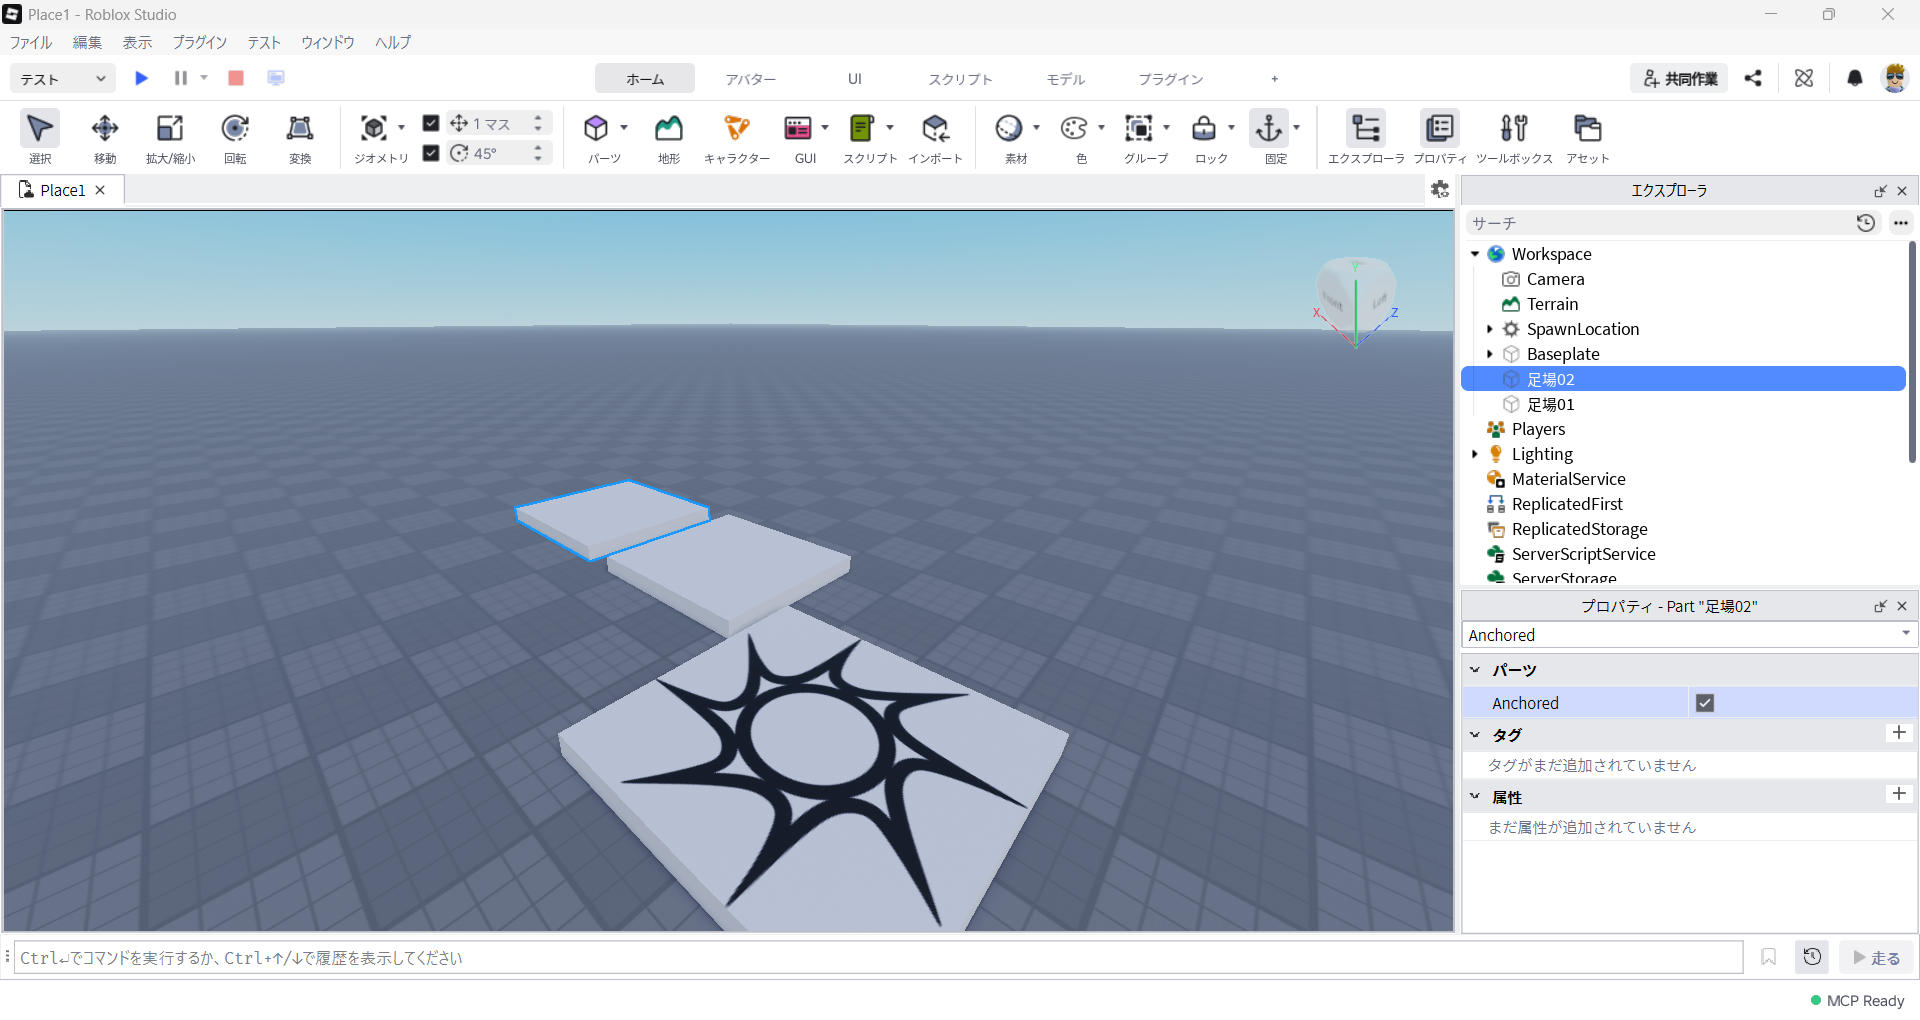 Place1 - Roblox Studio
ファイル 編集 表示 プラグイン テスト ウィンドウ ヘルプ
テスト ホーム アバター UI スクリプト モデル プラグイン + 共同作業
1 マス
45°
選択 移動 拡大/縮小 回転 変換 ジオメトリ パーツ 地形 キャラクター GUI スクリプト インポート 素材 色 グループ ロック 固定 エクスプローラ プロパティ ツールボックス アセット
Place1
エクスプローラ
サーチ
Workspace
Camera
Terrain
SpawnLocation
Baseplate
足場02
足場01
Players
Lighting
MaterialService
ReplicatedFirst
ReplicatedStorage
ServerScriptService
ServerStorage
Y
Front Left
X Z
プロパティ - Part "足場02"
Anchored
パーツ
Anchored
タグ
タグがまだ追加されていません
属性
まだ属性が追加されていません
Ctrl⏎でコマンドを実行するか、Ctrl+↑/↓で履歴を表示してください
走る
MCP Ready